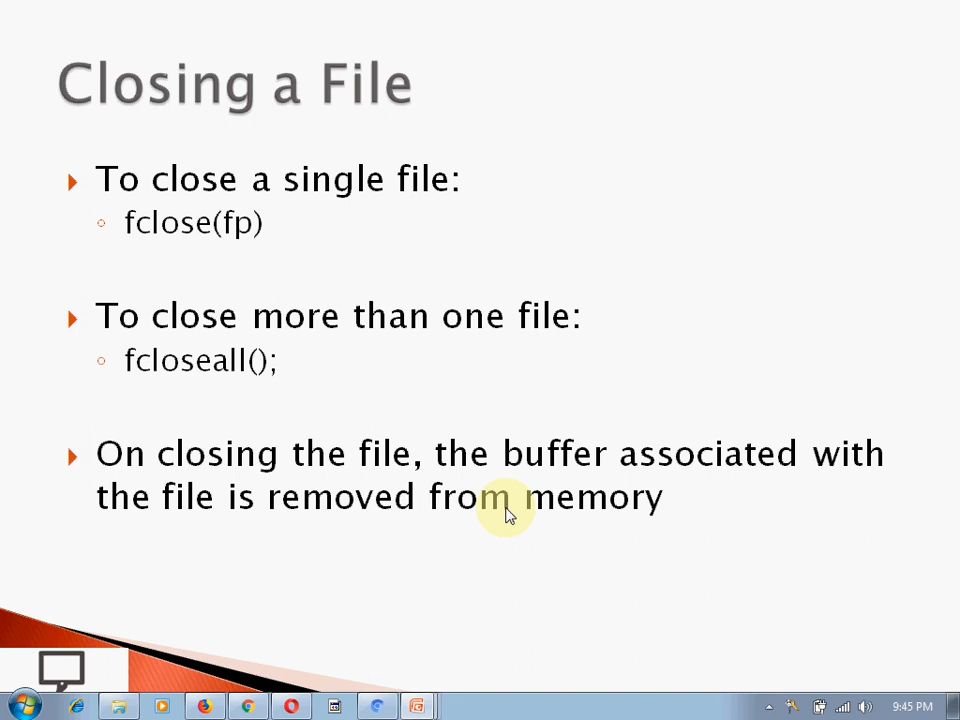 Closing a File
To close a single file:
fclose(fp)
To close more than one file:
fcloseall();
On closing the file, the buffer associated with
the file is removed from memory
9:45 PM